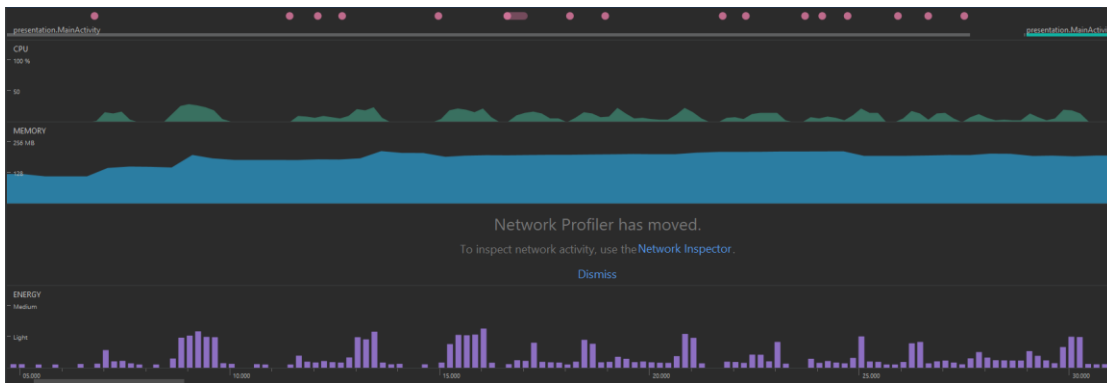 presentation.MainActivity
presentation.MainActiv
CPU
100 %
50
MEMORY
256 MB
128
Network Profiler has moved.
To inspect network activity, use the Network Inspector.
Dismiss
ENERGY
Medium
Light
05.000 10.000 15.000 20.000 25.000 30.000